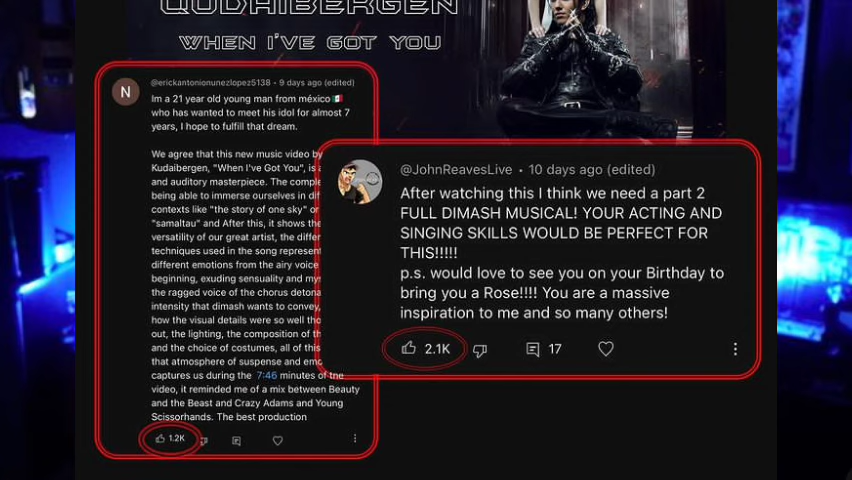 QUDAIBERGEN
WHEN I'VE GOT YOU
N
@erickantonionunezlopez5138 • 9 days ago (edited)
Im a 21 year old young man from méxico🇲🇽
who has wanted to meet his idol for almost 7
years, I hope to fulfill that dream.
We agree that this new music video by
Kudaibergen, "When I've Got You", is
and auditory masterpiece. The
being able to immerse ourselves in
contexts like "the story of one sky" or
"samaltau" and After this, it shows the
versatility of our great artist, the
techniques used in the song
different emotions from the airy voice
beginning, exuding sensuality and
the ragged voice of the chorus
intensity that dimash wants to convey,
how the visual details were so well
out, the lighting, the composition of
and the choice of costumes, all of this
that atmosphere of suspense and
captures us during the 7:46 minutes of the
video, it reminded me of a mix between Beauty
and the Beast and Crazy Adams and Young
Scissorhands. The best production
1.2K
@JohnReavesLive • 10 days ago (edited)
After watching this I think we need a part 2
FULL DIMASH MUSICAL! YOUR ACTING AND
SINGING SKILLS WOULD BE PERFECT FOR
THIS!!!!!
p.s. would love to see you on your Birthday to
bring you a Rose!!!! You are a massive
inspiration to me and so many others!
2.1K
17